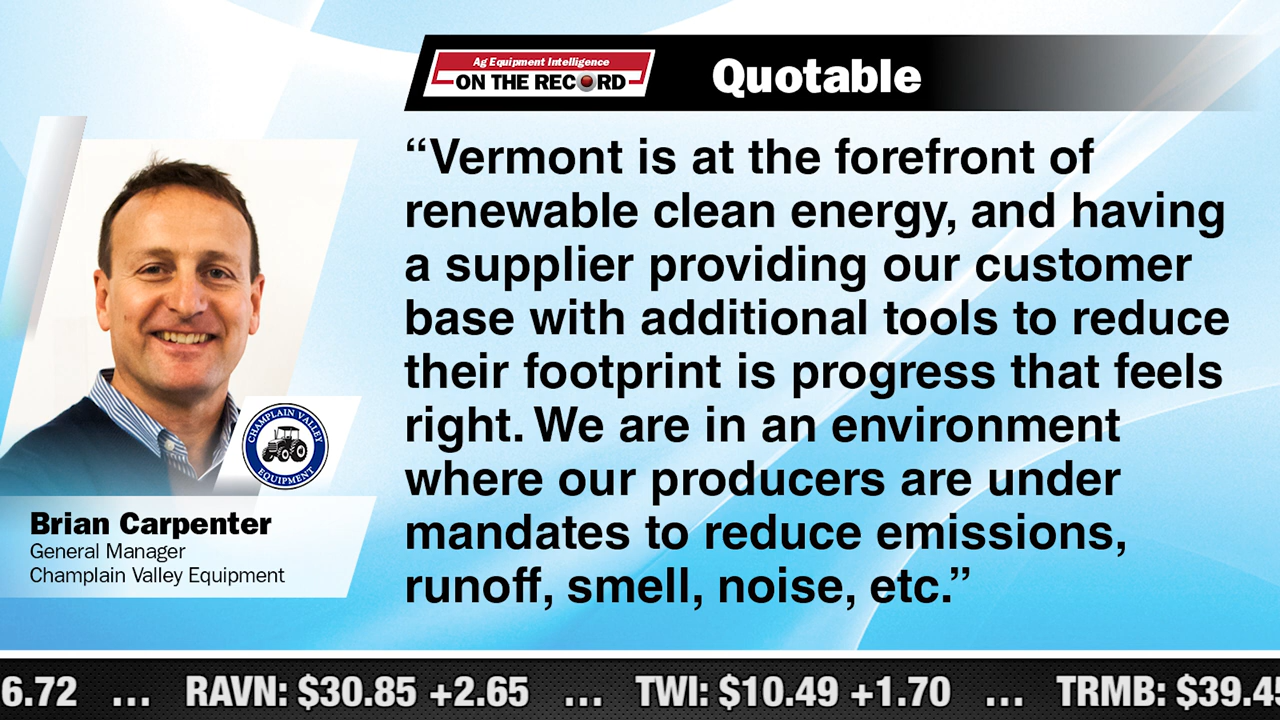 Ag Equipment Intelligence
ON THE RECORD
Quotable
“Vermont is at the forefront of
renewable clean energy, and having
a supplier providing our customer
base with additional tools to reduce
their footprint is progress that feels
right. We are in an environment
where our producers are under
mandates to reduce emissions,
runoff, smell, noise, etc.”
CHAMPLAIN VALLEY
EQUIPMENT
Brian Carpenter
General Manager
Champlain Valley Equipment
6.72 ... RAVN: $30.85 +2.65 ... TWI: $10.49 +1.70 ... TRMB: $39.45